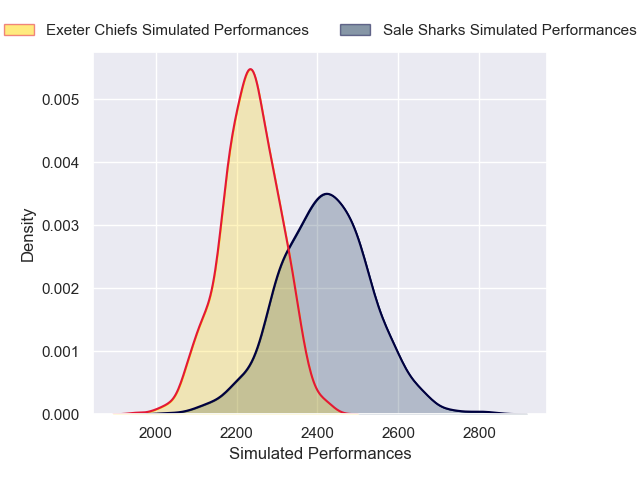 Exeter Chiefs Simulated Performances
Sale Sharks Simulated Performances
0.005
0.004
0.003
0.002
0.001
0.000
Density
2000 2200 2400 2600 2800
Simulated Performances